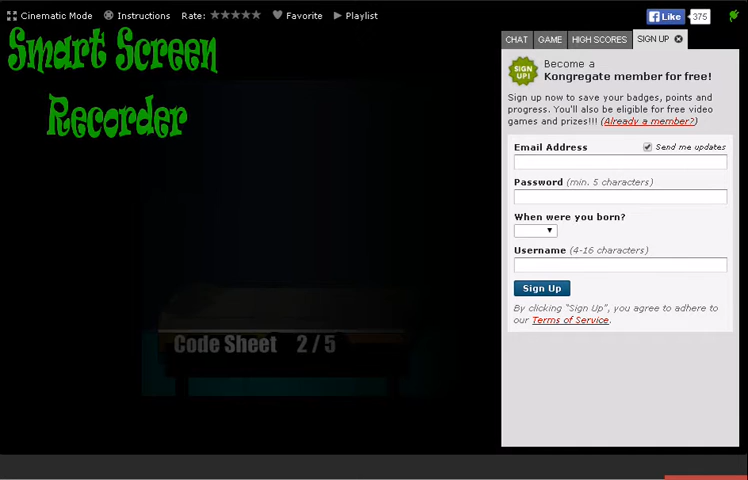 Cinematic Mode Instructions Rate: Favorite Playlist
Like 375
Smart Screen
Recorder
CHAT GAME HIGH SCORES SIGN UP
SIGN UP!
Become a
Kongregate member for free!
Sign up now to save your badges, points and
progress. You'll also be eligible for free video
games and prizes!!! (Already a member?)
Email Address Send me updates
Password (min. 5 characters)
When were you born?
Username (4-16 characters)
Sign Up
By clicking "Sign Up", you agree to adhere to
our Terms of Service.
Code Sheet 2 / 5